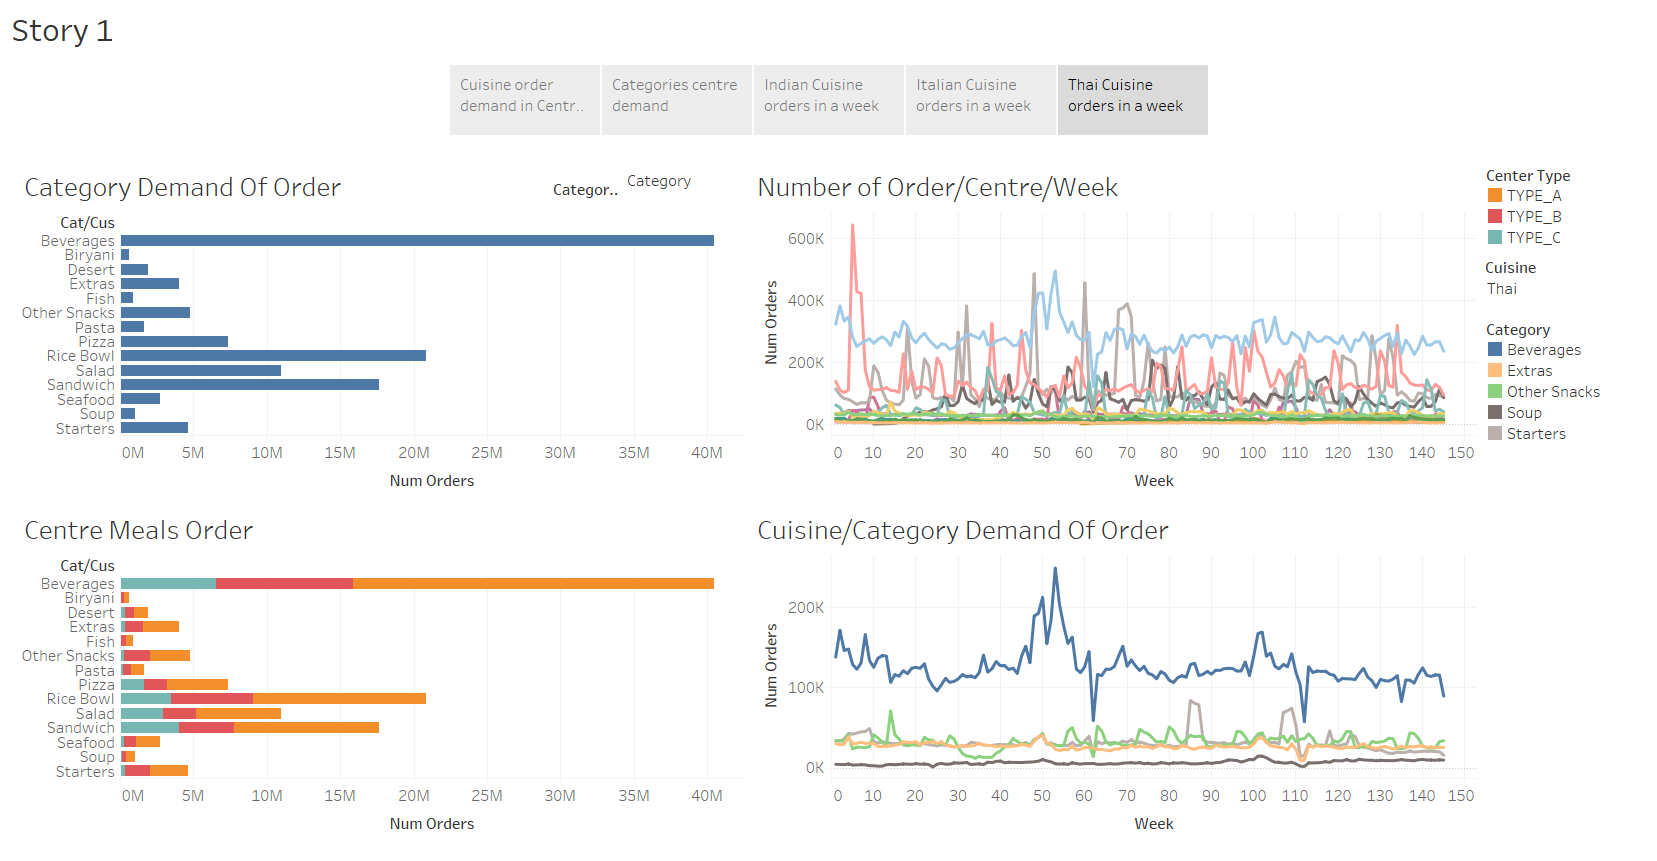 Story 1
Cuisine order
demand in Centr..
Categories centre
demand
Indian Cuisine
orders in a week
Italian Cuisine
orders in a week
Thai Cuisine
orders in a week
Category Demand Of Order
Categor..
Category
Cat/Cus
Beverages
Biryani
Desert
Extras
Fish
Other Snacks
Pasta
Pizza
Rice Bowl
Salad
Sandwich
Seafood
Soup
Starters
0M 5M 10M 15M 20M 25M 30M 35M 40M
Num Orders
Number of Order/Centre/Week
Num Orders
600K
400K
200K
0K
0 10 20 30 40 50 60 70 80 90 100 110 120 130 140 150
Week
Center Type
TYPE_A
TYPE_B
TYPE_C
Cuisine
Thai
Category
Beverages
Extras
Other Snacks
Soup
Starters
Centre Meals Order
Cat/Cus
Beverages
Biryani
Desert
Extras
Fish
Other Snacks
Pasta
Pizza
Rice Bowl
Salad
Sandwich
Seafood
Soup
Starters
0M 5M 10M 15M 20M 25M 30M 35M 40M
Num Orders
Cuisine/Category Demand Of Order
Num Orders
200K
100K
0K
0 10 20 30 40 50 60 70 80 90 100 110 120 130 140 150
Week